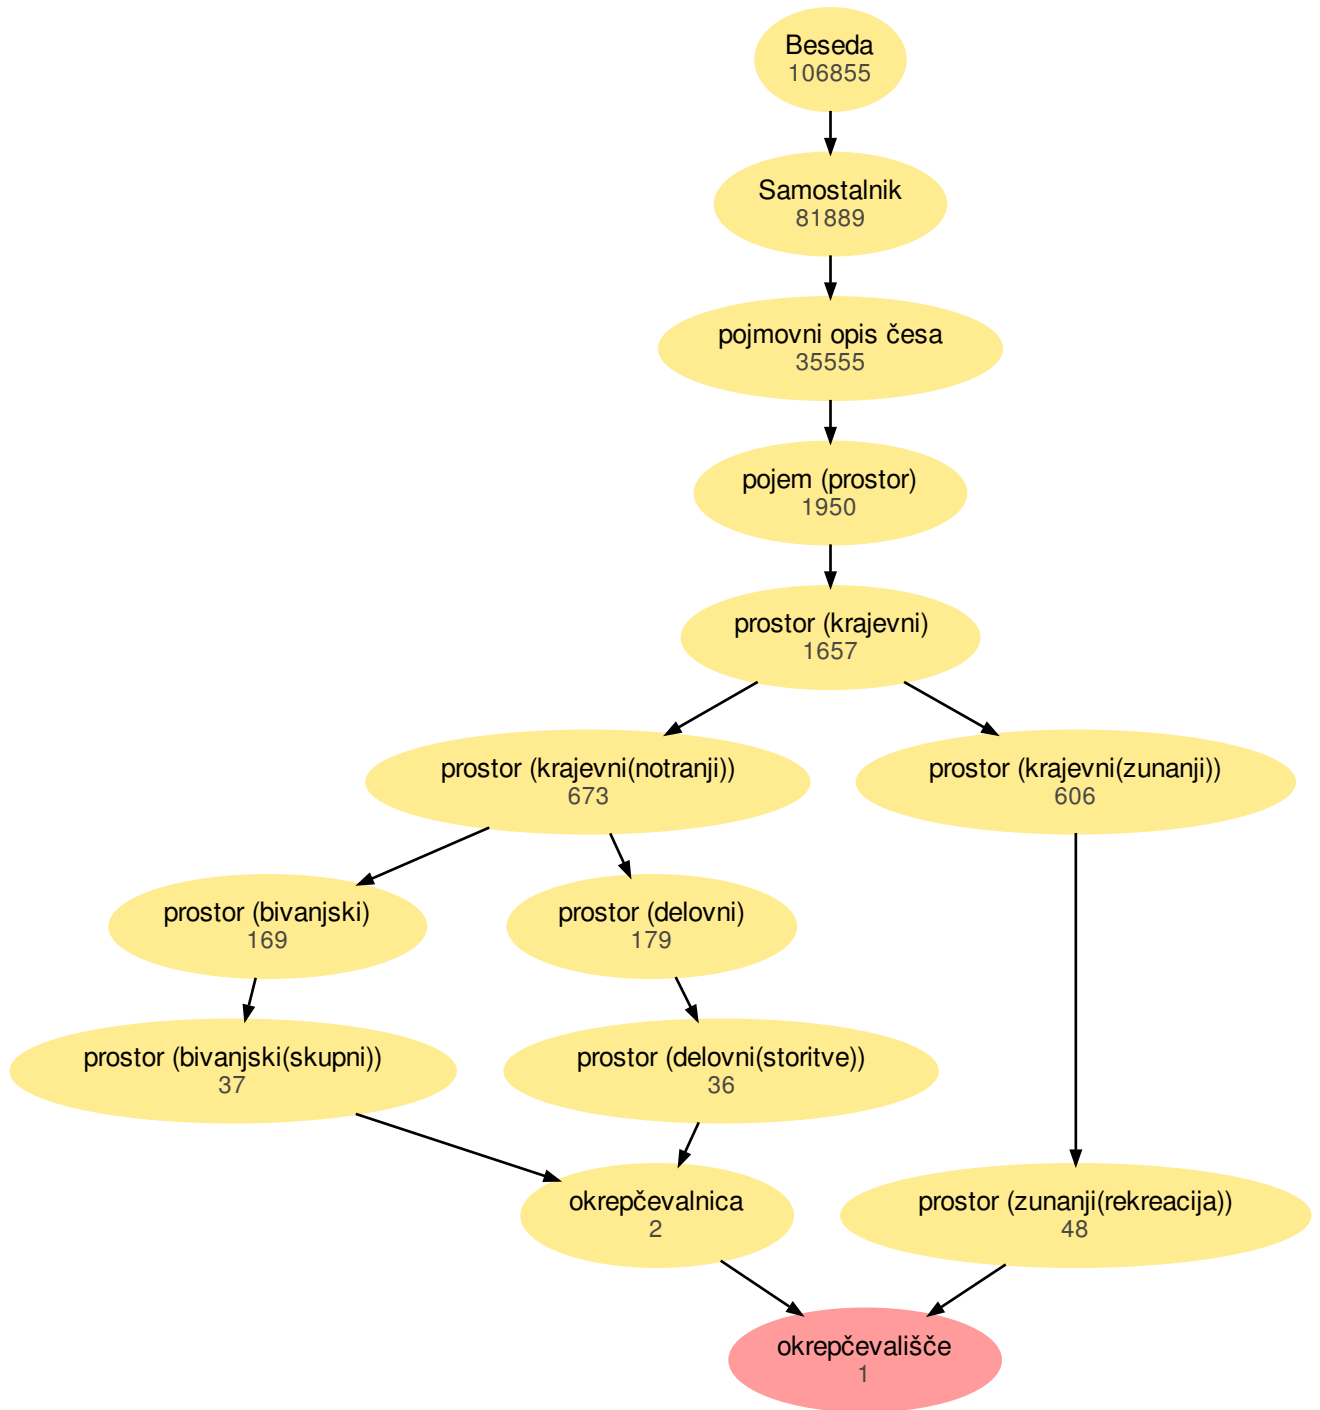 Beseda
106855
Samostalnik
81889
pojmovni opis česa
35555
pojem (prostor)
1950
prostor (krajevni)
1657
prostor (krajevni(notranji))
673
prostor (krajevni(zunanji))
606
prostor (bivanjski)
169
prostor (delovni)
179
prostor (bivanjski(skupni))
37
prostor (delovni(storitve))
36
okrepčevalnica
2
prostor (zunanji(rekreacija))
48
okrepčevališče
1